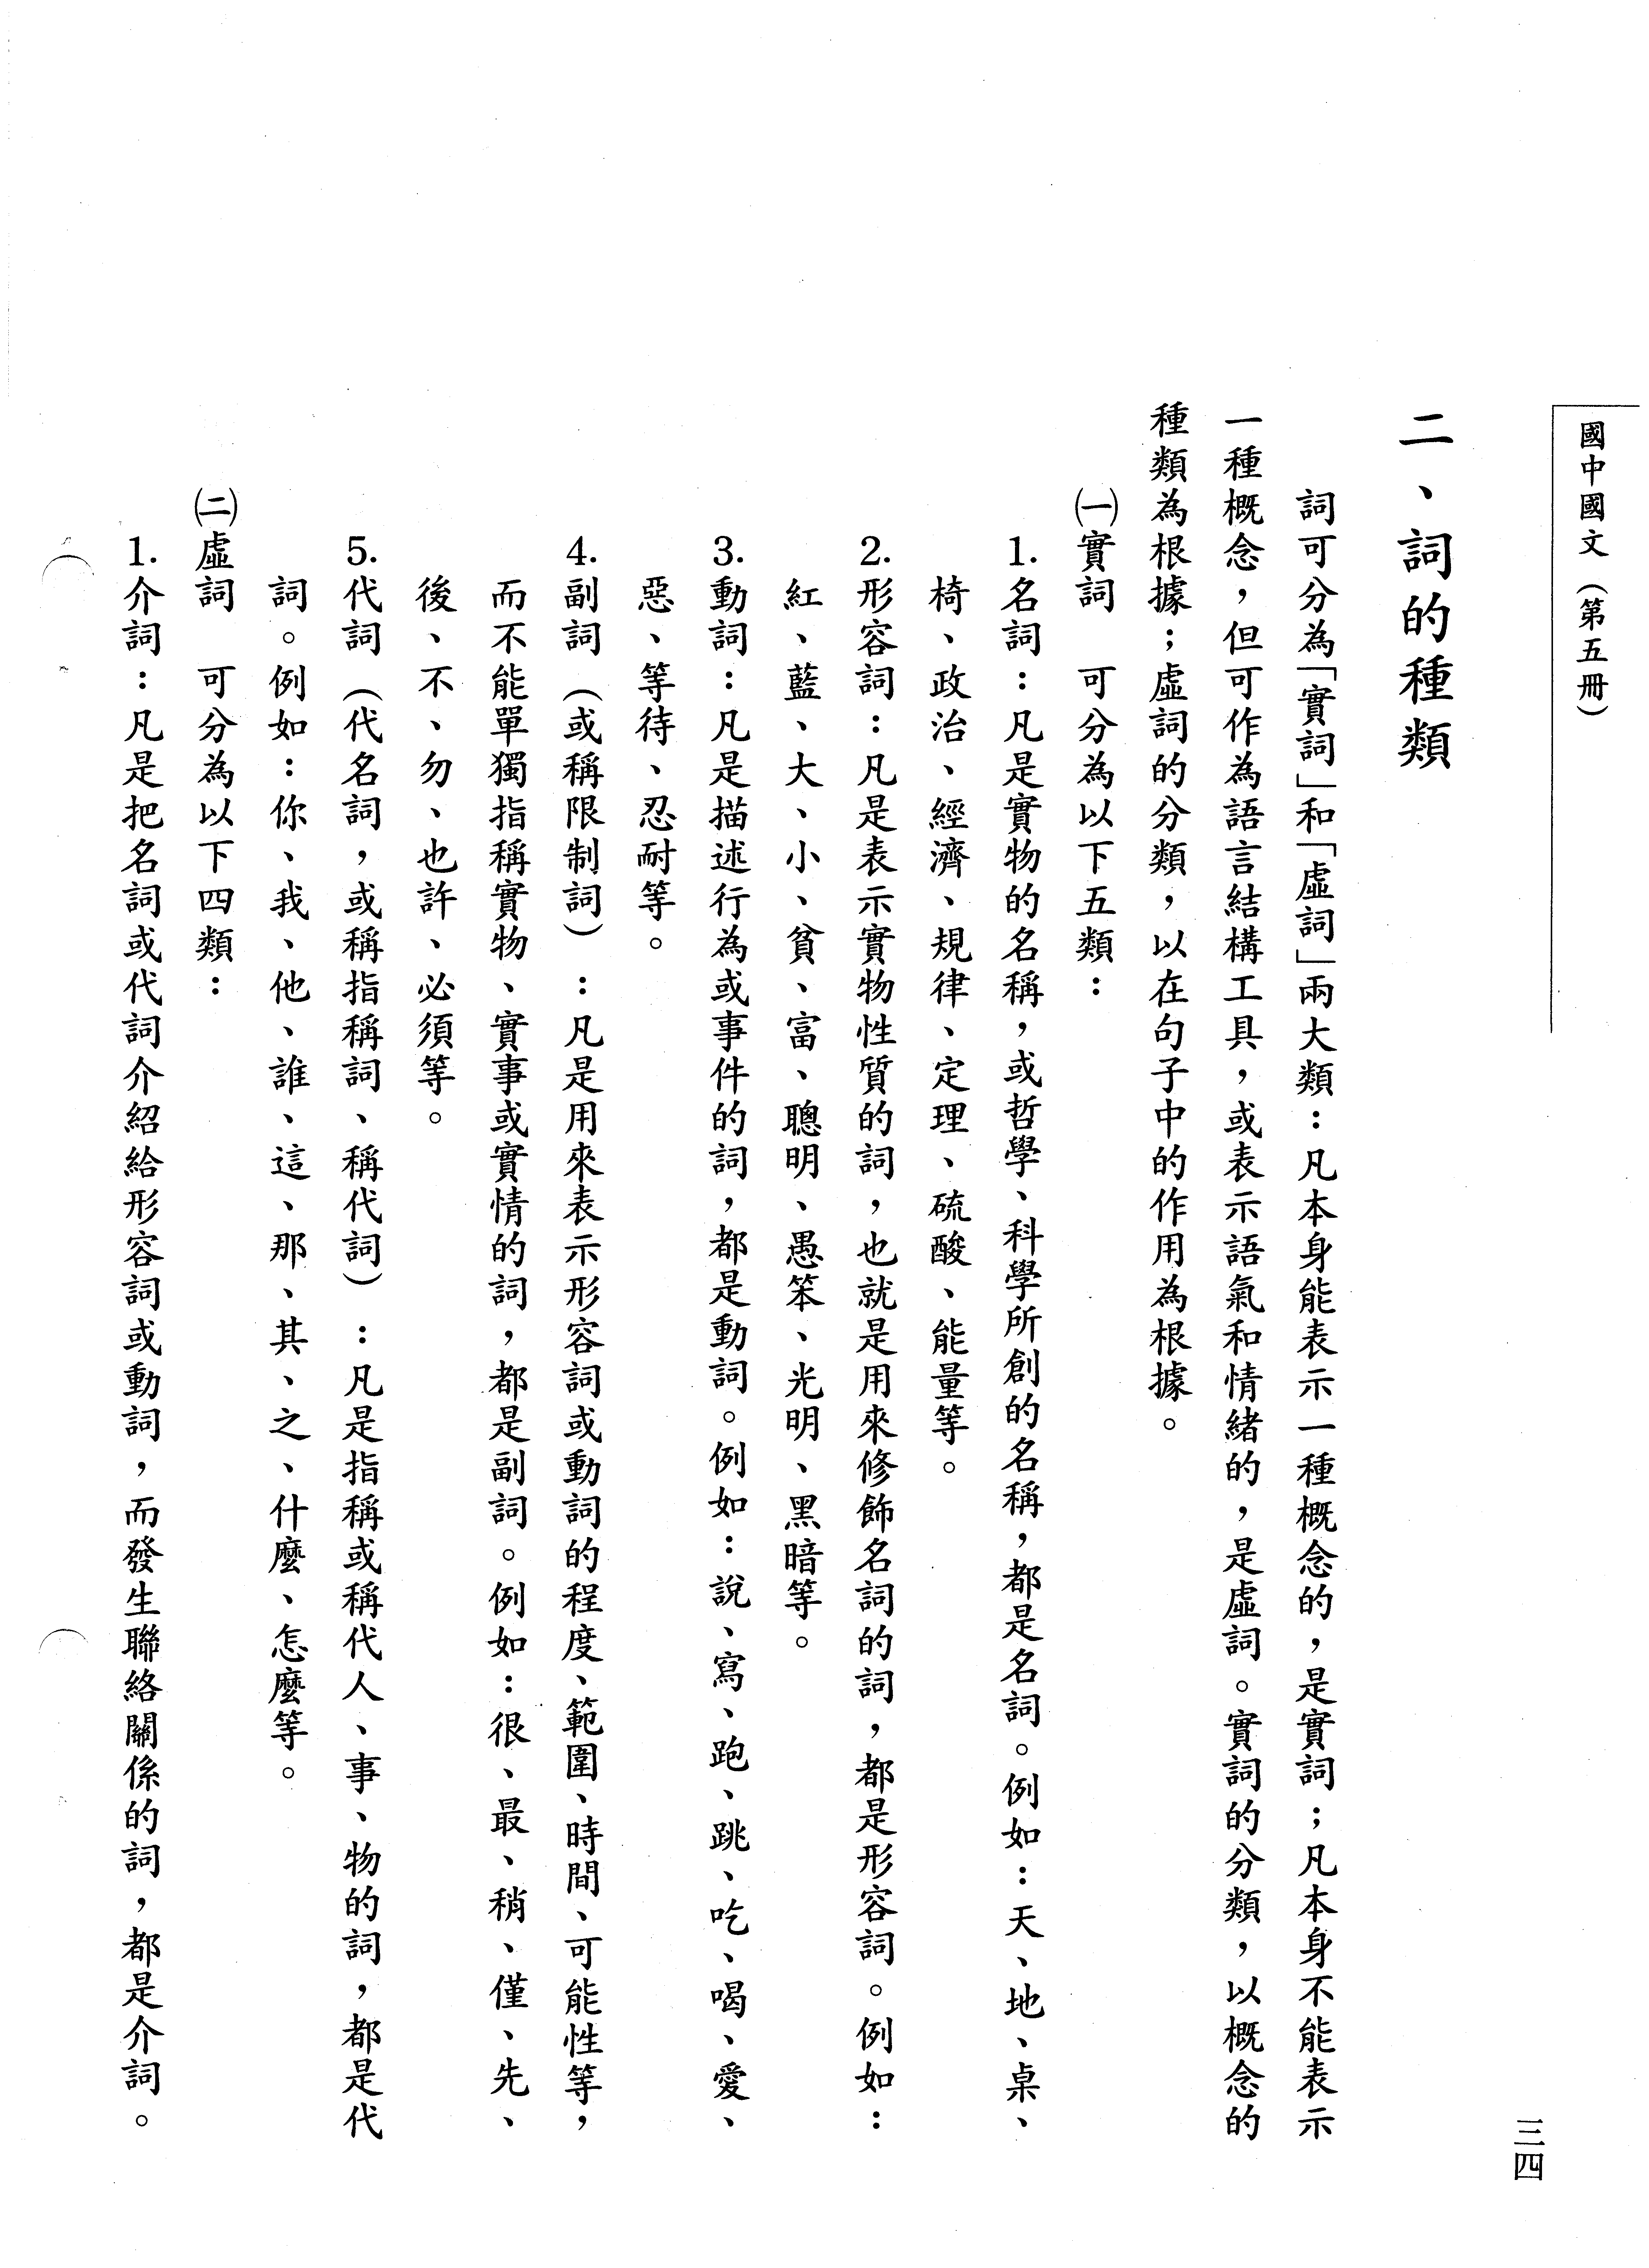 國中國文（第五冊）
二、詞的種類
詞可分為「實詞」和「虛詞」兩大類：凡本身能表示一種概念的，是實詞；凡本身不能表示
一種概念，但可作為語言結構工具，或表示語氣和情緒的，是虛詞。實詞的分類，以概念的
種類為根據；虛詞的分類，以在句子中的作用為根據。
㈠實詞　可分為以下五類：
1.名詞：凡是實物的名稱，或哲學、科學所創的名稱，都是名詞。例如：天、地、桌、
椅、政治、經濟、規律、定理、硫酸、能量等。
2.形容詞：凡是表示實物性質的詞，也就是用來修飾名詞的詞，都是形容詞。例如：
紅、藍、大、小、貧、富、聰明、愚笨、光明、黑暗等。
3.動詞：凡是描述行為或事件的詞，都是動詞。例如：說、寫、跑、跳、吃、喝、愛、
惡、等待、忍耐等。
4.副詞（或稱限制詞）：凡是用來表示形容詞或動詞的程度、範圍、時間、可能性等，
而不能單獨指稱實物、實事或實情的詞，都是副詞。例如：很、最、稍、僅、先、
後、不、勿、也許、必須等。
5.代詞（代名詞，或稱指稱詞、稱代詞）：凡是指稱或稱代人、事、物的詞，都是代
詞。例如：你、我、他、誰、這、那、其、之、什麼、怎麼等。
㈡虛詞　可分為以下四類：
1.介詞：凡是把名詞或代詞介紹給形容詞或動詞，而發生聯絡關係的詞，都是介詞。
三四